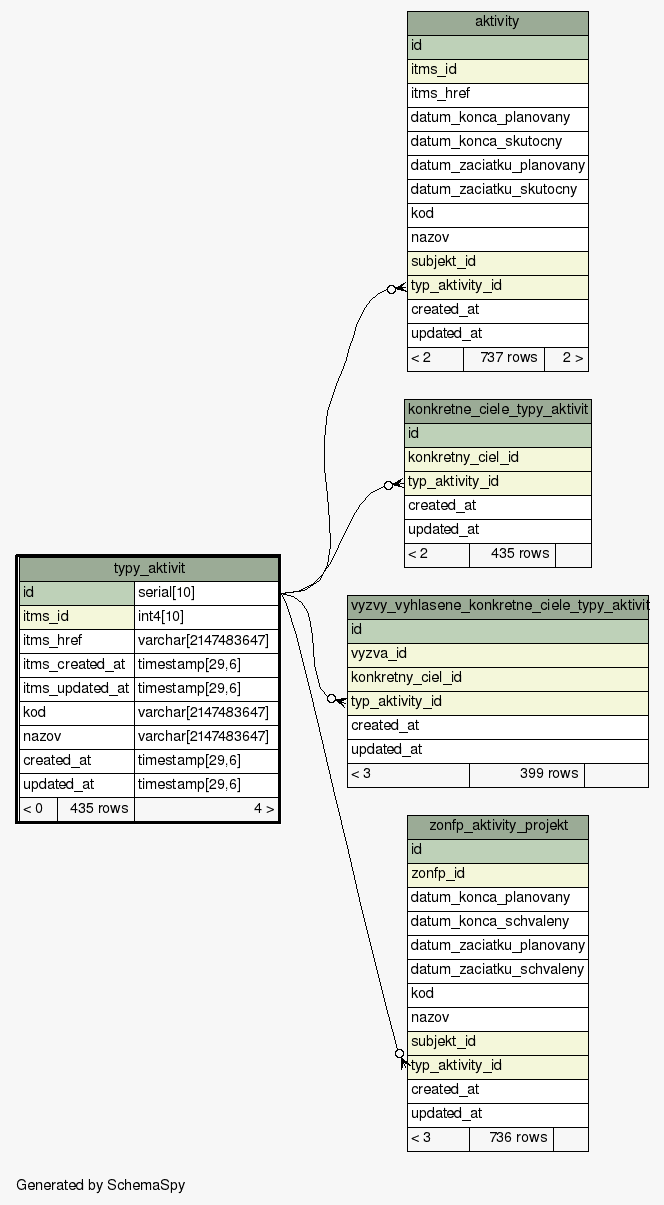 aktivity
id
itms_id
itms_href
datum_konca_planovany
datum_konca_skutocny
datum_zaciatku_planovany
datum_zaciatku_skutocny
kod
nazov
subjekt_id
typ_aktivity_id
created_at
updated_at
< 2 737 rows 2 >
konkretne_ciele_typy_aktivit
id
konkretny_ciel_id
typ_aktivity_id
created_at
updated_at
< 2 435 rows
typy_aktivit
id serial[10]
itms_id int4[10]
itms_href varchar[2147483647]
itms_created_at timestamp[29,6]
itms_updated_at timestamp[29,6]
kod varchar[2147483647]
nazov varchar[2147483647]
created_at timestamp[29,6]
updated_at timestamp[29,6]
< 0 435 rows 4 >
vyzvy_vyhlasene_konkretne_ciele_typy_aktivit
id
vyzva_id
konkretny_ciel_id
typ_aktivity_id
created_at
updated_at
< 3 399 rows
zonfp_aktivity_projekt
id
zonfp_id
datum_konca_planovany
datum_konca_schvaleny
datum_zaciatku_planovany
datum_zaciatku_schvaleny
kod
nazov
subjekt_id
typ_aktivity_id
created_at
updated_at
< 3 736 rows
Generated by SchemaSpy